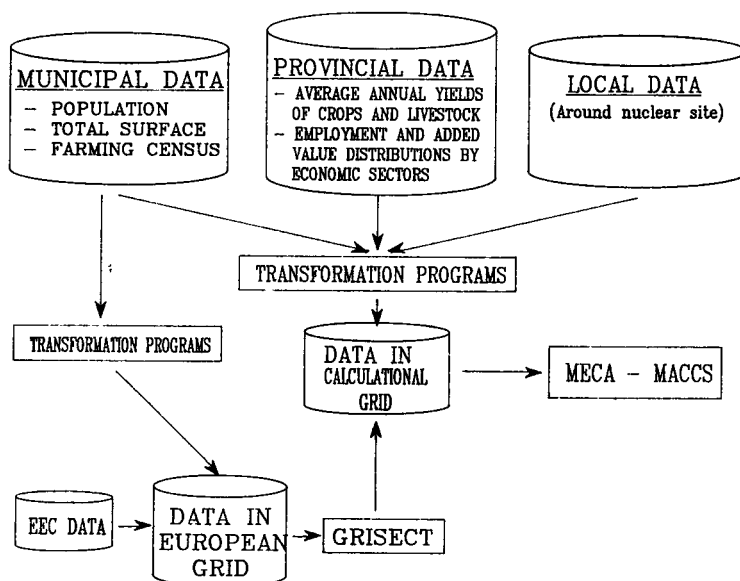 MUNICIPAL DATA
- POPULATION
- TOTAL SURFACE
- FARMING CENSUS
PROVINCIAL DATA
- AVERAGE ANNUAL YIELDS
OF CROPS AND LIVESTOCK
- EMPLOYMENT AND ADDED
VALUE DISTRIBUTIONS BY
ECONOMIC SECTORS
LOCAL DATA
(Around nuclear site)
TRANSFORMATION PROGRAMS
TRANSFORMATION PROGRAMS
DATA IN
CALCULATIONAL
GRID
MECA - MACCS
EEC DATA
DATA IN
EUROPEAN
GRID
GRISECT